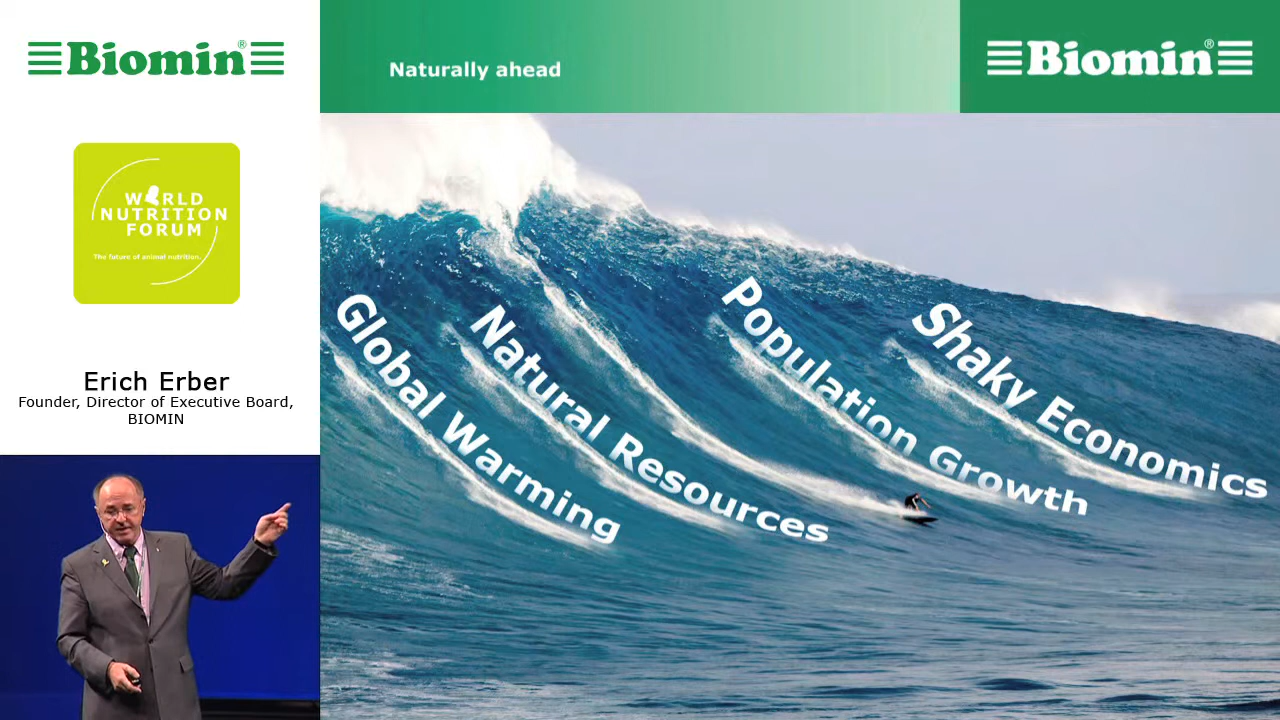 Biomin®
WORLD
NUTRITION
FORUM
The future of animal nutrition.
Erich Erber
Founder, Director of Executive Board,
BIOMIN
Naturally ahead
Biomin®
Global Warming
Natural Resources
Population Growth
Shaky Economics